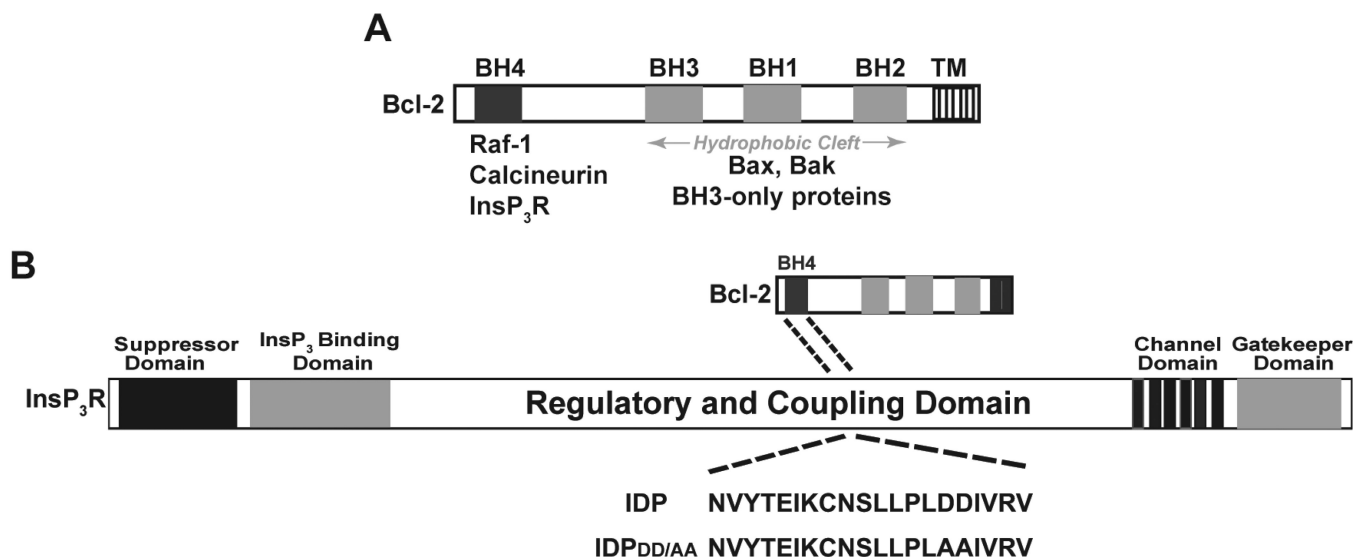 A
BH4 BH3 BH1 BH2 TM
Bcl-2
Raf-1
Calcineurin
InsP₃R
Hydrophobic Cleft
Bax, Bak
BH3-only proteins
B
BH4
Bcl-2
Suppressor
Domain
InsP₃ Binding
Domain
Channel
Domain
Gatekeeper
Domain
InsP₃R
Regulatory and Coupling Domain
IDP NVYTEIKCNSLLPLDDIVRV
IDPDD/AA NVYTEIKCNSLLPLAAIVRV